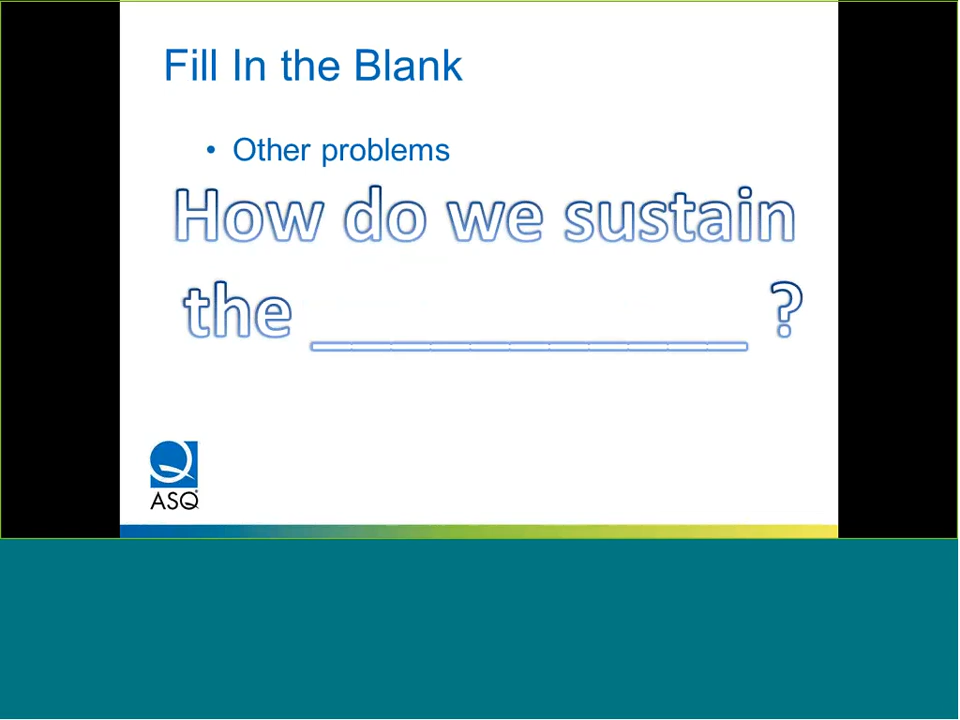 Fill In the Blank
• Other problems
How do we sustain
the ___________ ?
ASQ